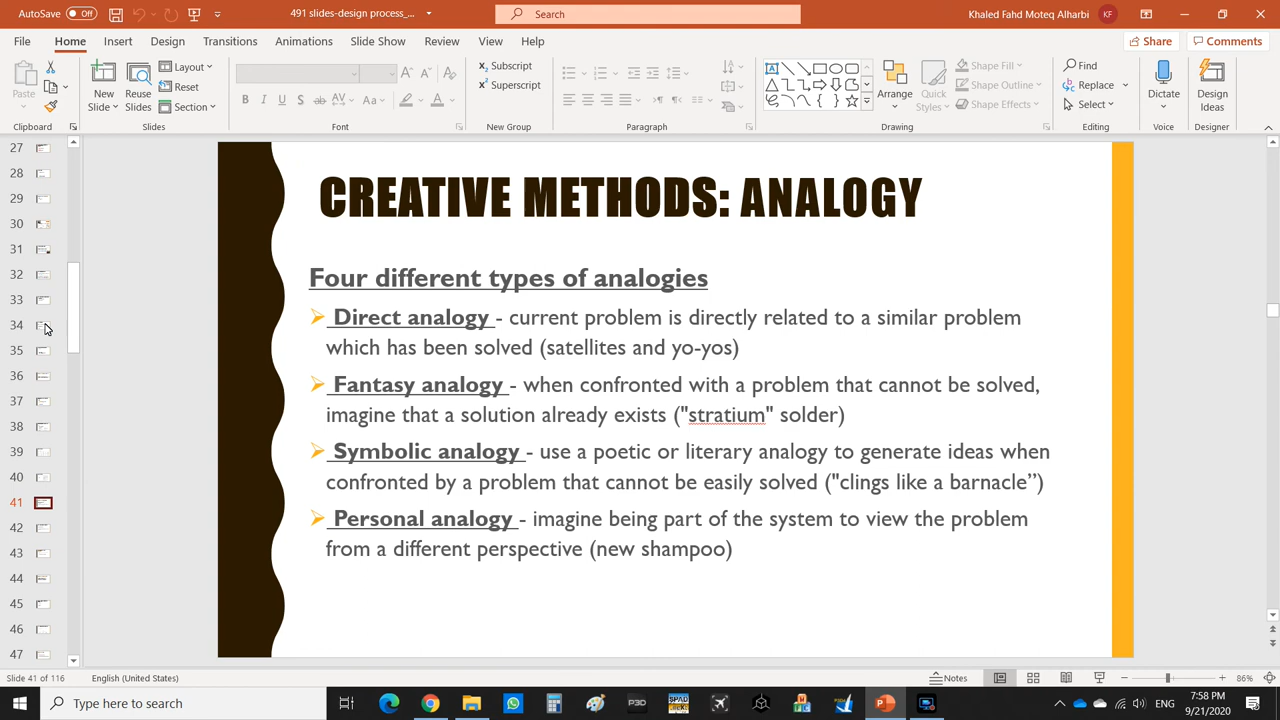 AutoSave Off 491 slides-design process_... Search Khaled Fahd Moteq Alharbi KF
File Home Insert Design Transitions Animations Slide Show Review View Help Share Comments
Paste New Slides Reuse Slides Layout Reset Section Subscript Superscript Arrange Quick Styles Shape Fill Shape Outline Shape Effects Find Replace Select Dictate Design Ideas
Clipboard Slides Font New Group Paragraph Drawing Editing Voice Designer
27
28
29
30
31
32
33
34
35
36
37
38
39
40
41
42
43
44
45
46
47
CREATIVE METHODS: ANALOGY
Four different types of analogies
Direct analogy - current problem is directly related to a similar problem
which has been solved (satellites and yo-yos)
Fantasy analogy - when confronted with a problem that cannot be solved,
imagine that a solution already exists ("stratium" solder)
Symbolic analogy - use a poetic or literary analogy to generate ideas when
confronted by a problem that cannot be easily solved ("clings like a barnacle”)
Personal analogy - imagine being part of the system to view the problem
from a different perspective (new shampoo)
Slide 41 of 116 English (United States) Notes 86%
Type here to search P3D 7:58 PM
9/21/2020